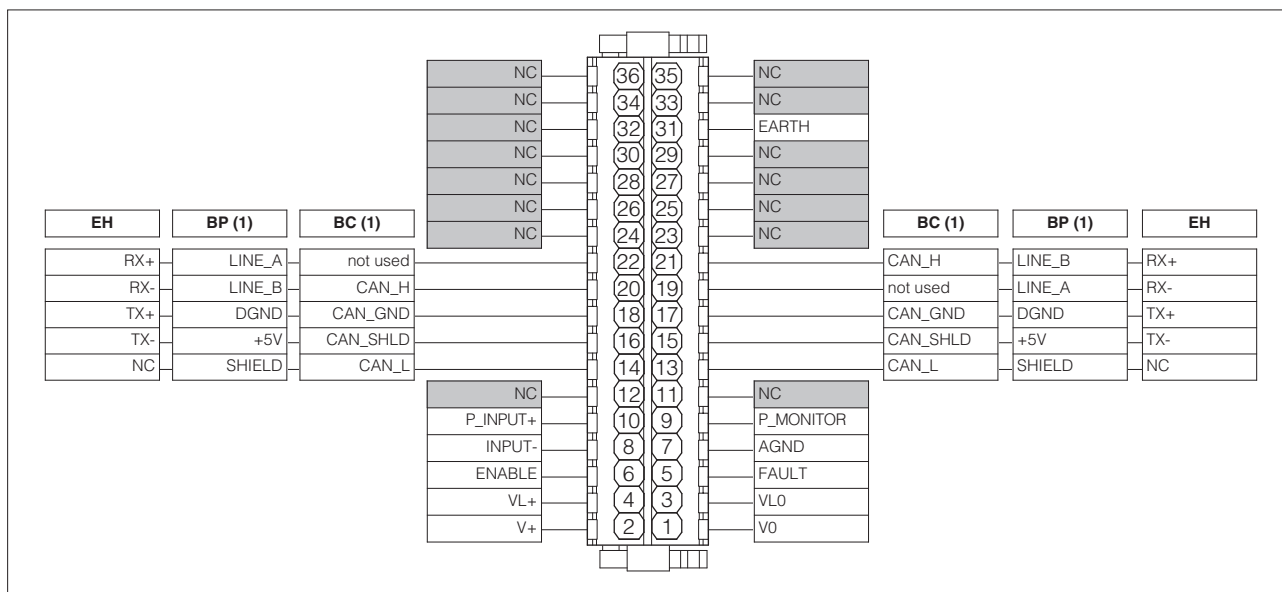 NC 36 35 NC
NC 34 33 NC
NC 32 31 EARTH
NC 30 29 NC
NC 28 27 NC
NC 26 25 NC
NC 24 23 NC
EH BP (1) BC (1) BC (1) BP (1) EH
RX+ LINE_A not used 22 21 CAN_H LINE_B RX+
RX- LINE_B CAN_H 20 19 not used LINE_A RX-
TX+ DGND CAN_GND 18 17 CAN_GND DGND TX+
TX- +5V CAN_SHLD 16 15 CAN_SHLD +5V TX-
NC SHIELD CAN_L 14 13 CAN_L SHIELD NC
NC 12 11 NC
P_INPUT+ 10 9 P_MONITOR
INPUT- 8 7 AGND
ENABLE 6 5 FAULT
VL+ 4 3 VL0
V+ 2 1 V0